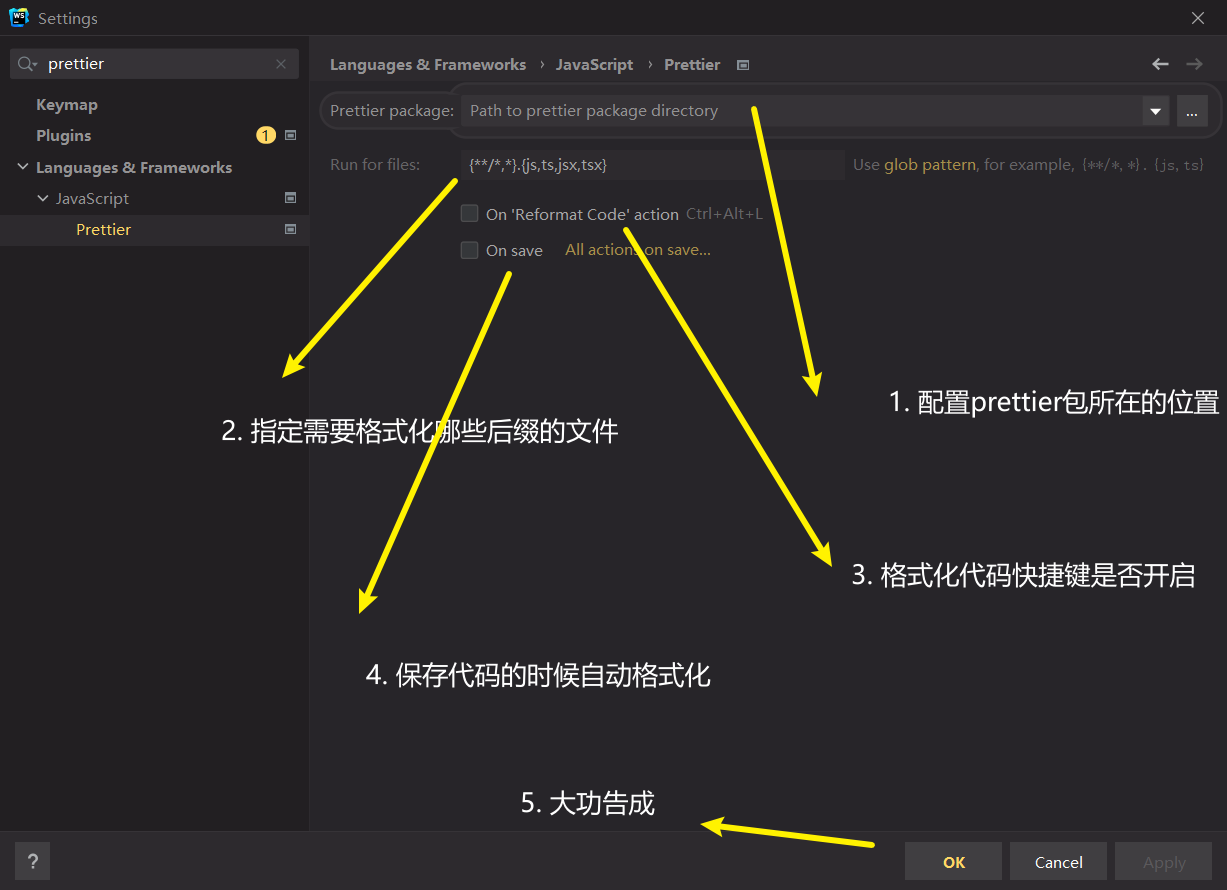 Settings
prettier
Languages & Frameworks › JavaScript › Prettier
Keymap
Plugins 1
Languages & Frameworks
JavaScript
Prettier
Prettier package: Path to prettier package directory ...
Run for files: {**/*,*}.{js,ts,jsx,tsx} Use glob pattern, for example, {**/*,*}.{js,ts}
On 'Reformat Code' action Ctrl+Alt+L
On save All actions on save...
1. 配置prettier包所在的位置
2. 指定需要格式化哪些后缀的文件
3. 格式化代码快捷键是否开启
4. 保存代码的时候自动格式化
5. 大功告成
? OK Cancel Apply